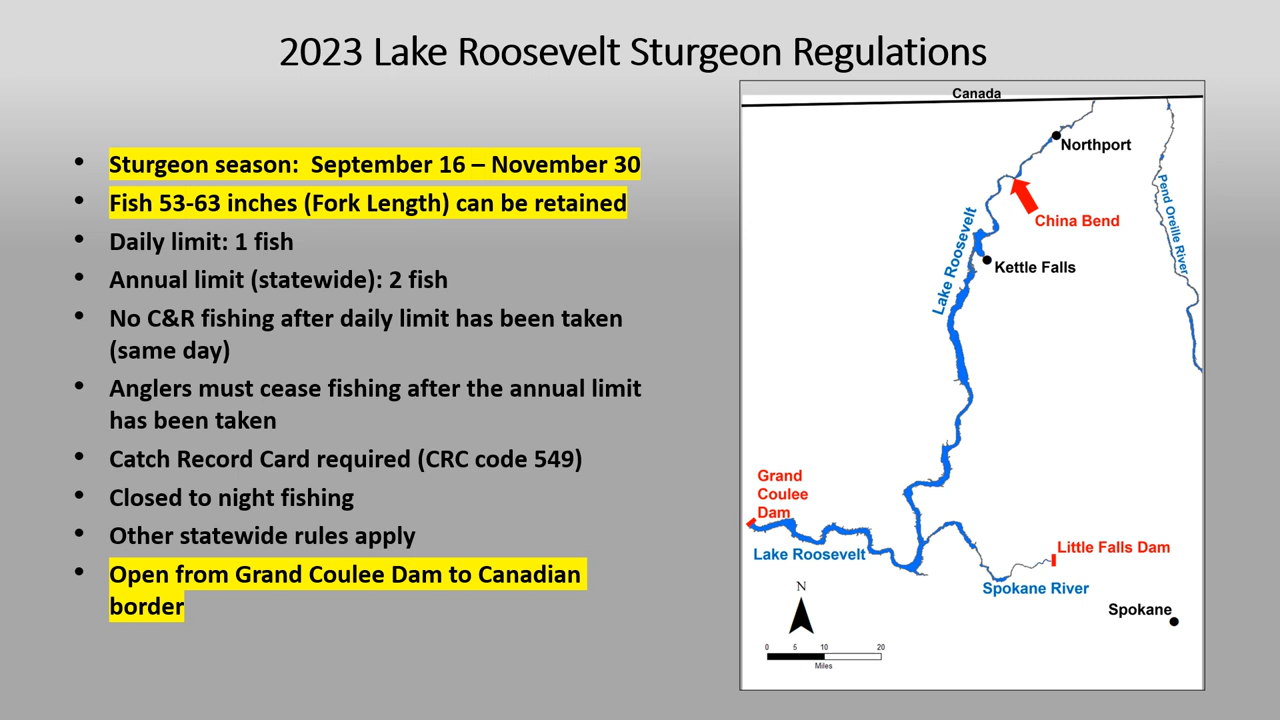 2023 Lake Roosevelt Sturgeon Regulations
• Sturgeon season:  September 16 – November 30
• Fish 53-63 inches (Fork Length) can be retained
• Daily limit: 1 fish
• Annual limit (statewide): 2 fish
• No C&R fishing after daily limit has been taken
(same day)
• Anglers must cease fishing after the annual limit
has been taken
• Catch Record Card required (CRC code 549)
• Closed to night fishing
• Other statewide rules apply
• Open from Grand Coulee Dam to Canadian
border
Canada
Northport
Pend Oreille River
China Bend
Lake Roosevelt
Kettle Falls
Grand
Coulee
Dam
Lake Roosevelt
Little Falls Dam
Spokane River
Spokane
N
0 5 10 20
Miles